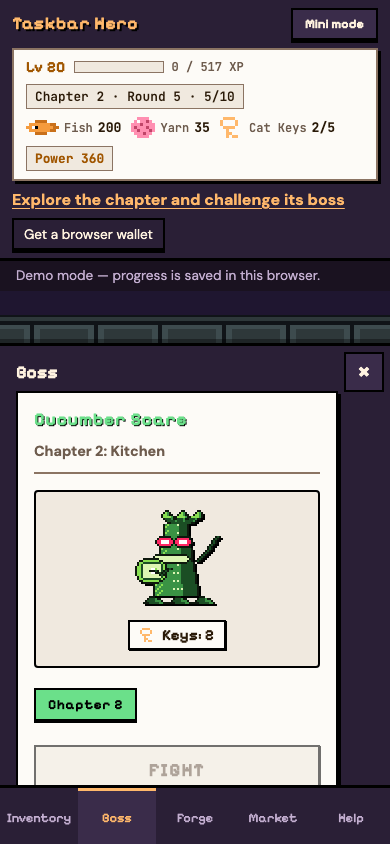 Taskbar Hero
Mini mode
Lv 20 0 / 517 XP
Chapter 2 · Round 5 · 5/10
Fish 200 Yarn 35 Cat Keys 2/5
Power 360
Explore the chapter and challenge its boss
Get a browser wallet
Demo mode — progress is saved in this browser.
Boss
✖
Cucumber Scare
Chapter 2: Kitchen
Keys: 2
Chapter 2
FIGHT
Inventory Boss Forge Market Help